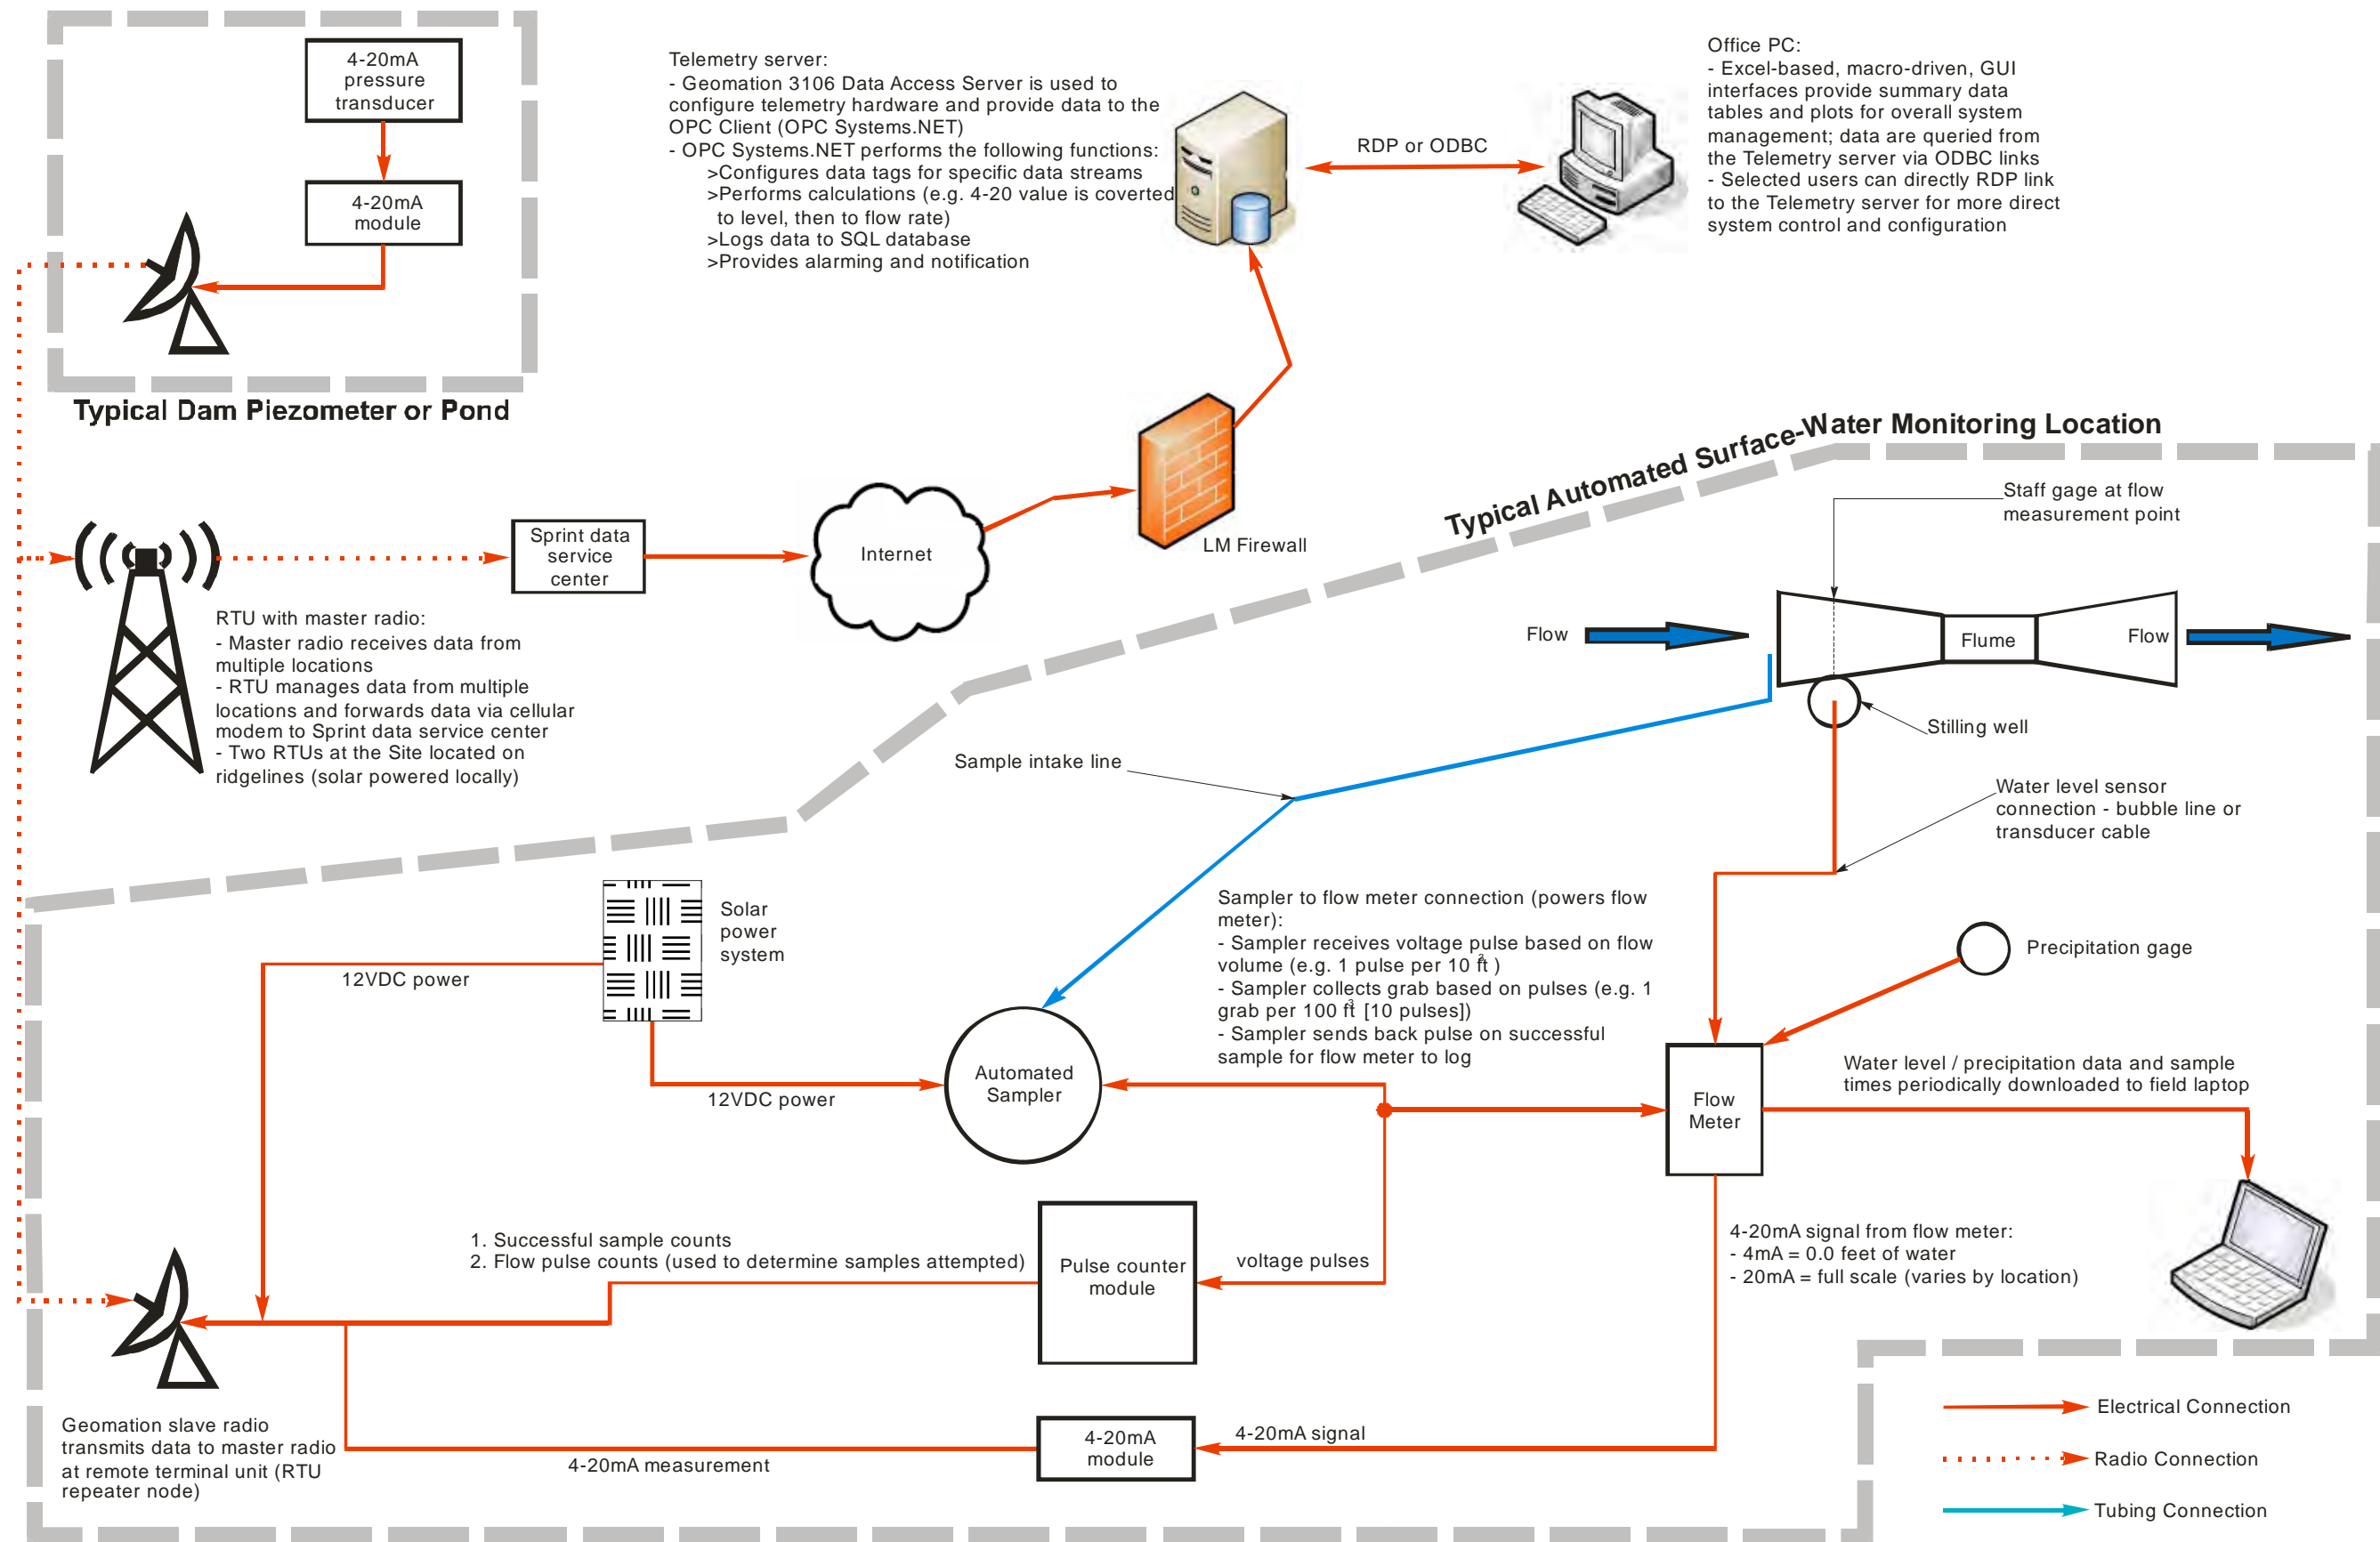 4-20mA
pressure
transducer
4-20mA
module
Typical Dam Piezometer or Pond
Telemetry server:
- Geomation 3106 Data Access Server is used to
configure telemetry hardware and provide data to the
OPC Client (OPC Systems.NET)
- OPC Systems.NET performs the following functions:
>Configures data tags for specific data streams
>Performs calculations (e.g. 4-20 value is coverted
to level, then to flow rate)
>Logs data to SQL database
>Provides alarming and notification
RDP or ODBC
Office PC:
- Excel-based, macro-driven, GUI
interfaces provide summary data
tables and plots for overall system
management; data are queried from
the Telemetry server via ODBC links
- Selected users can directly RDP link
to the Telemetry server for more direct
system control and configuration
Sprint data
service
center
Internet
LM Firewall
RTU with master radio:
- Master radio receives data from
multiple locations
- RTU manages data from multiple
locations and forwards data via cellular
modem to Sprint data service center
- Two RTUs at the Site located on
ridgelines (solar powered locally)
Typical Automated Surface-Water Monitoring Location
Staff gage at flow
measurement point
Flow
Flume
Flow
Stilling well
Sample intake line
Water level sensor
connection - bubble line or
transducer cable
Solar
power
system
12VDC power
12VDC power
Sampler to flow meter connection (powers flow
meter):
- Sampler receives voltage pulse based on flow
volume (e.g. 1 pulse per 10 ft³)
- Sampler collects grab based on pulses (e.g. 1
grab per 100 ft³ [10 pulses])
- Sampler sends back pulse on successful
sample for flow meter to log
Precipitation gage
Automated
Sampler
Flow
Meter
Water level / precipitation data and sample
times periodically downloaded to field laptop
1. Successful sample counts
2. Flow pulse counts (used to determine samples attempted)
Pulse counter
module
voltage pulses
4-20mA signal from flow meter:
- 4mA = 0.0 feet of water
- 20mA = full scale (varies by location)
Geomation slave radio
transmits data to master radio
at remote terminal unit (RTU
repeater node)
4-20mA measurement
4-20mA
module
4-20mA signal
Electrical Connection
Radio Connection
Tubing Connection